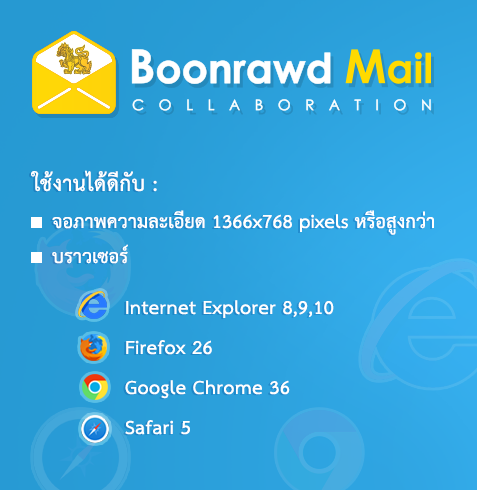 Boonrawd Mail
COLLABORATION
ใช้งานได้ดีกับ :
จอภาพความละเอียด 1366x768 pixels หรือสูงกว่า
บราวเซอร์
Internet Explorer 8,9,10
Firefox 26
Google Chrome 36
Safari 5